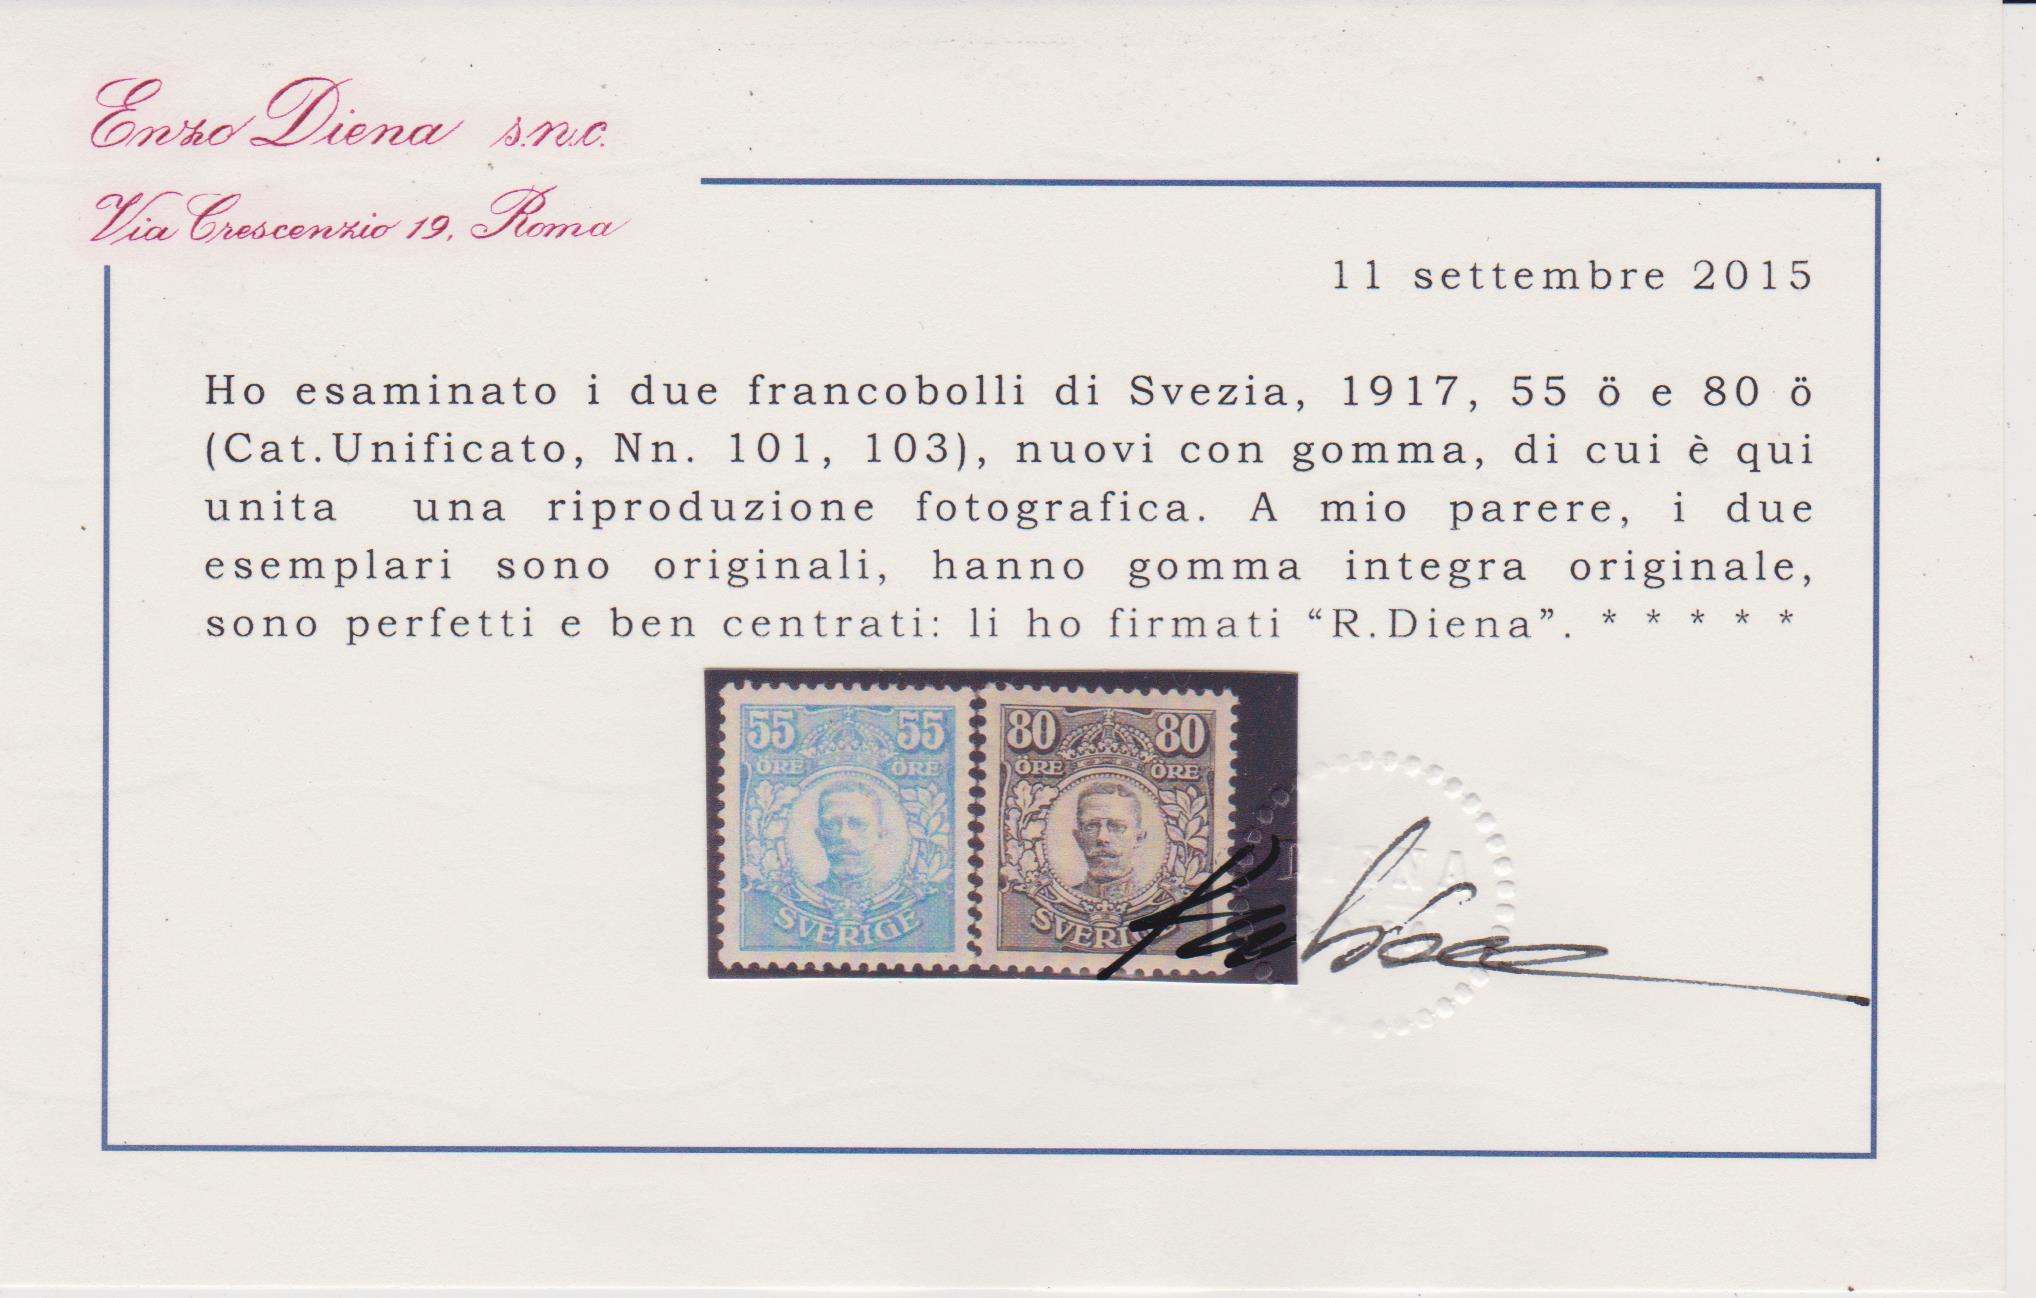 Enzo Diena s.n.c.
Via Crescenzio 19, Roma
11 settembre 2015
Ho esaminato i due francobolli di Svezia, 1917, 55 ö e 80 ö
(Cat.Unificato, Nn. 101, 103), nuovi con gomma, di cui è qui
unita una riproduzione fotografica. A mio parere, i due
esemplari sono originali, hanno gomma integra originale,
sono perfetti e ben centrati: li ho firmati “R.Diena”. * * * * *
55 55
ÖRE ÖRE
SVERIGE
80 80
ÖRE ÖRE